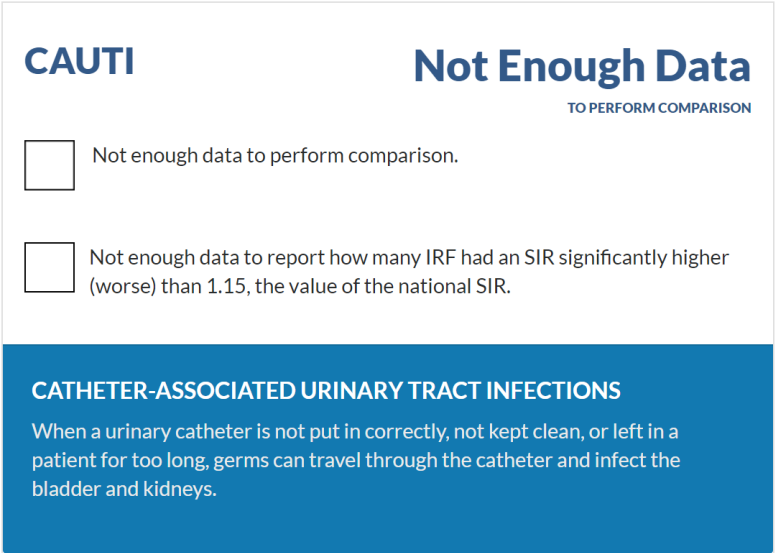 CAUTI
Not Enough Data
TO PERFORM COMPARISON
Not enough data to perform comparison.
Not enough data to report how many IRF had an SIR significantly higher
(worse) than 1.15, the value of the national SIR.
CATHETER-ASSOCIATED URINARY TRACT INFECTIONS
When a urinary catheter is not put in correctly, not kept clean, or left in a
patient for too long, germs can travel through the catheter and infect the
bladder and kidneys.